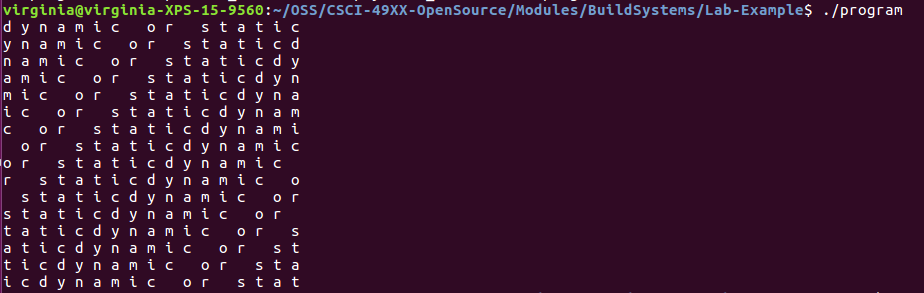 virginia@virginia-XPS-15-9560:~/OSS/CSCI-49XX-OpenSource/Modules/BuildSystems/Lab-Example$ ./program
d y n a m i c   o r   s t a t i c
y n a m i c   o r   s t a t i c d
n a m i c   o r   s t a t i c d y
a m i c   o r   s t a t i c d y n
m i c   o r   s t a t i c d y n a
i c   o r   s t a t i c d y n a m
c   o r   s t a t i c d y n a m i
  o r   s t a t i c d y n a m i c
o r   s t a t i c d y n a m i c
r   s t a t i c d y n a m i c   o
  s t a t i c d y n a m i c   o r
s t a t i c d y n a m i c   o r
t a t i c d y n a m i c   o r   s
a t i c d y n a m i c   o r   s t
t i c d y n a m i c   o r   s t a
i c d y n a m i c   o r   s t a t